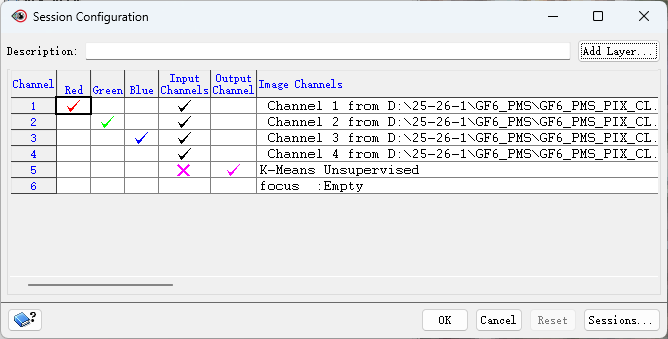 Session Configuration
Description:
Add Layer...
Channel Red Green Blue Input Channels Output Channel Image Channels
1 Channel 1 from D:\25-26-1\GF6_PMS\GF6_PMS_PIX_CL.
2 Channel 2 from D:\25-26-1\GF6_PMS\GF6_PMS_PIX_CL.
3 Channel 3 from D:\25-26-1\GF6_PMS\GF6_PMS_PIX_CL.
4 Channel 4 from D:\25-26-1\GF6_PMS\GF6_PMS_PIX_CL.
5 K-Means Unsupervised
6 focus :Empty
? OK Cancel Reset Sessions...